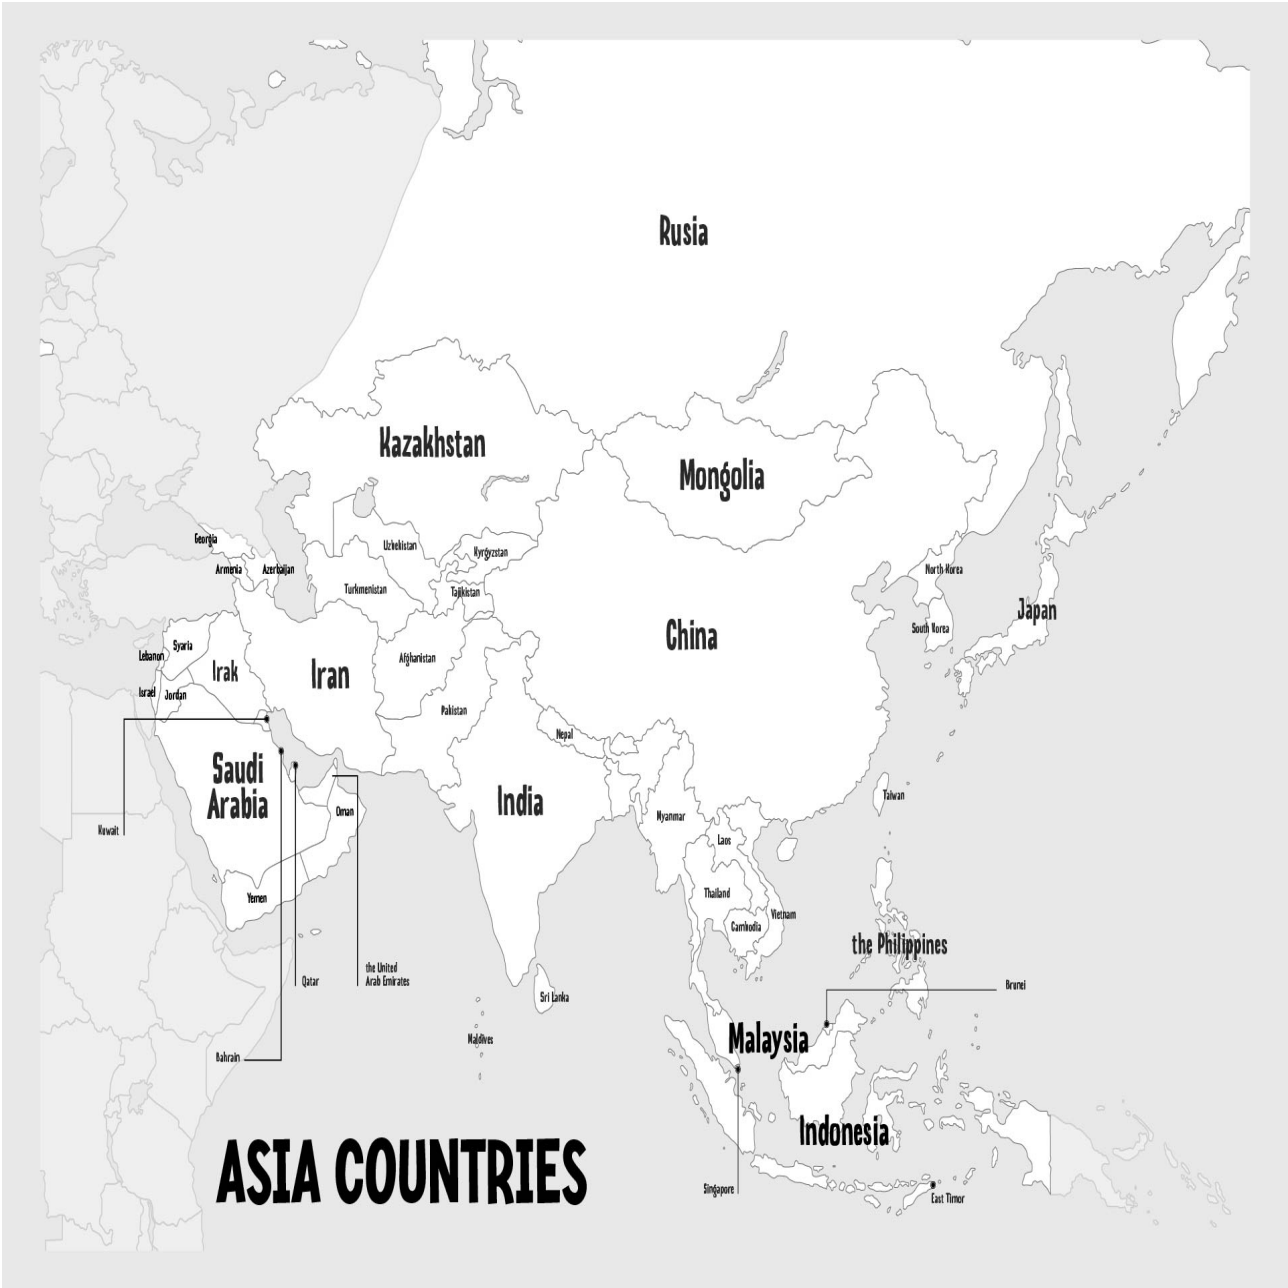 Rusia
Kazakhstan
Mongolia
Georgia
Armenia
Azerbaijan
Uzbekistan
Kyrgyzstan
Turkmenistan
Tajikistan
North Korea
South Korea
Japan
China
Syaria
Lebanon
Irak
Iran
Afghanistan
Israel
Jordan
Pakistan
Nepal
Saudi
Arabia
India
Oman
Kuwait
Myanmar
Taiwan
Laos
Thailand
Vietnam
Cambodia
Yemen
the Philippines
the United
Arab Emirates
Qatar
Brunei
Sri Lanka
Maldives
Malaysia
Bahrain
Indonesia
ASIA COUNTRIES
Singapore
East Timor